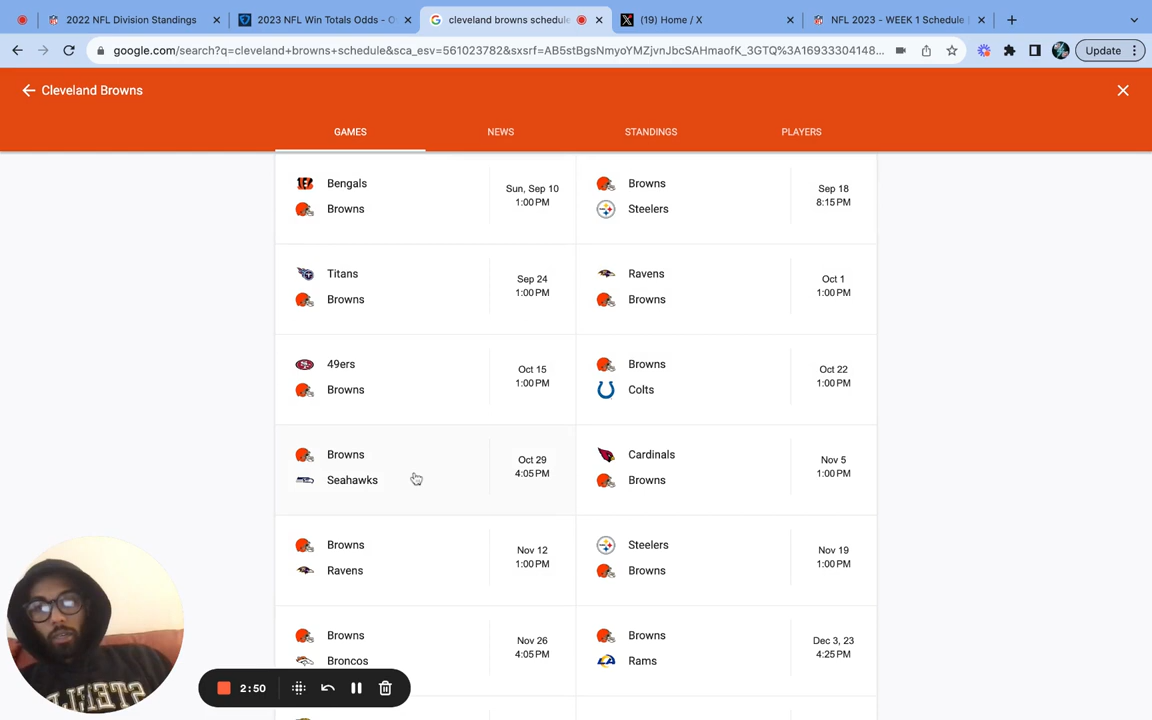 2022 NFL Division Standings
2023 NFL Win Totals Odds - O
cleveland browns schedule
(19) Home / X
NFL 2023 - WEEK 1 Schedule
google.com/search?q=cleveland+browns+schedule&sca_esv=561023782&sxsrf=AB5stBgsNmyoYMZjvnJbcSAHmaofK_3GTQ%3A16933304148...
Update
Cleveland Browns
GAMES
NEWS
STANDINGS
PLAYERS
Bengals
Browns
Sun, Sep 10
1:00 PM
Browns
Steelers
Sep 18
8:15 PM
Titans
Browns
Sep 24
1:00 PM
Ravens
Browns
Oct 1
1:00 PM
49ers
Browns
Oct 15
1:00 PM
Browns
Colts
Oct 22
1:00 PM
Browns
Seahawks
Oct 29
4:05 PM
Cardinals
Browns
Nov 5
1:00 PM
Browns
Ravens
Nov 12
1:00 PM
Steelers
Browns
Nov 19
1:00 PM
Browns
Broncos
Nov 26
4:05 PM
Browns
Rams
Dec 3, 23
4:25 PM
2:50